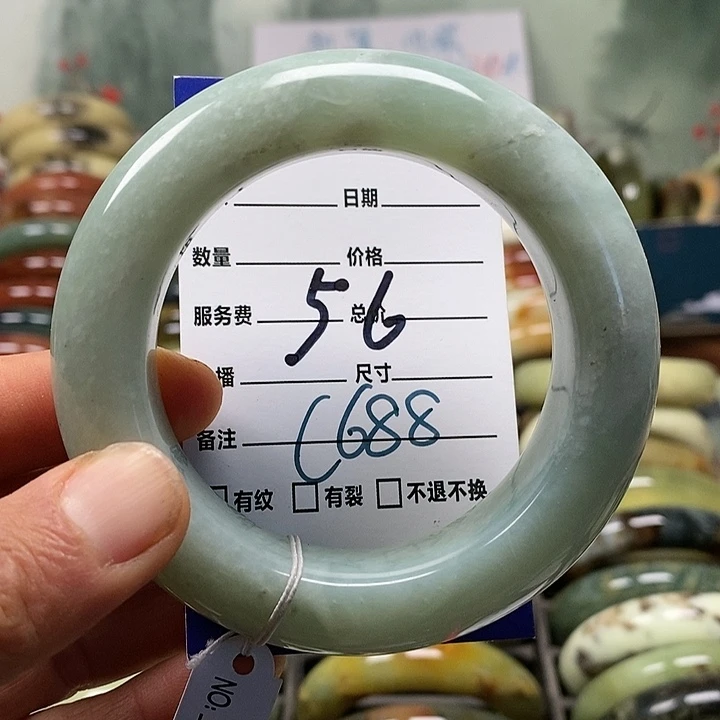 日期
数量 价格
服务费 总价
56
播 尺寸
C688
备注
有纹 有裂 不退不换
NO: